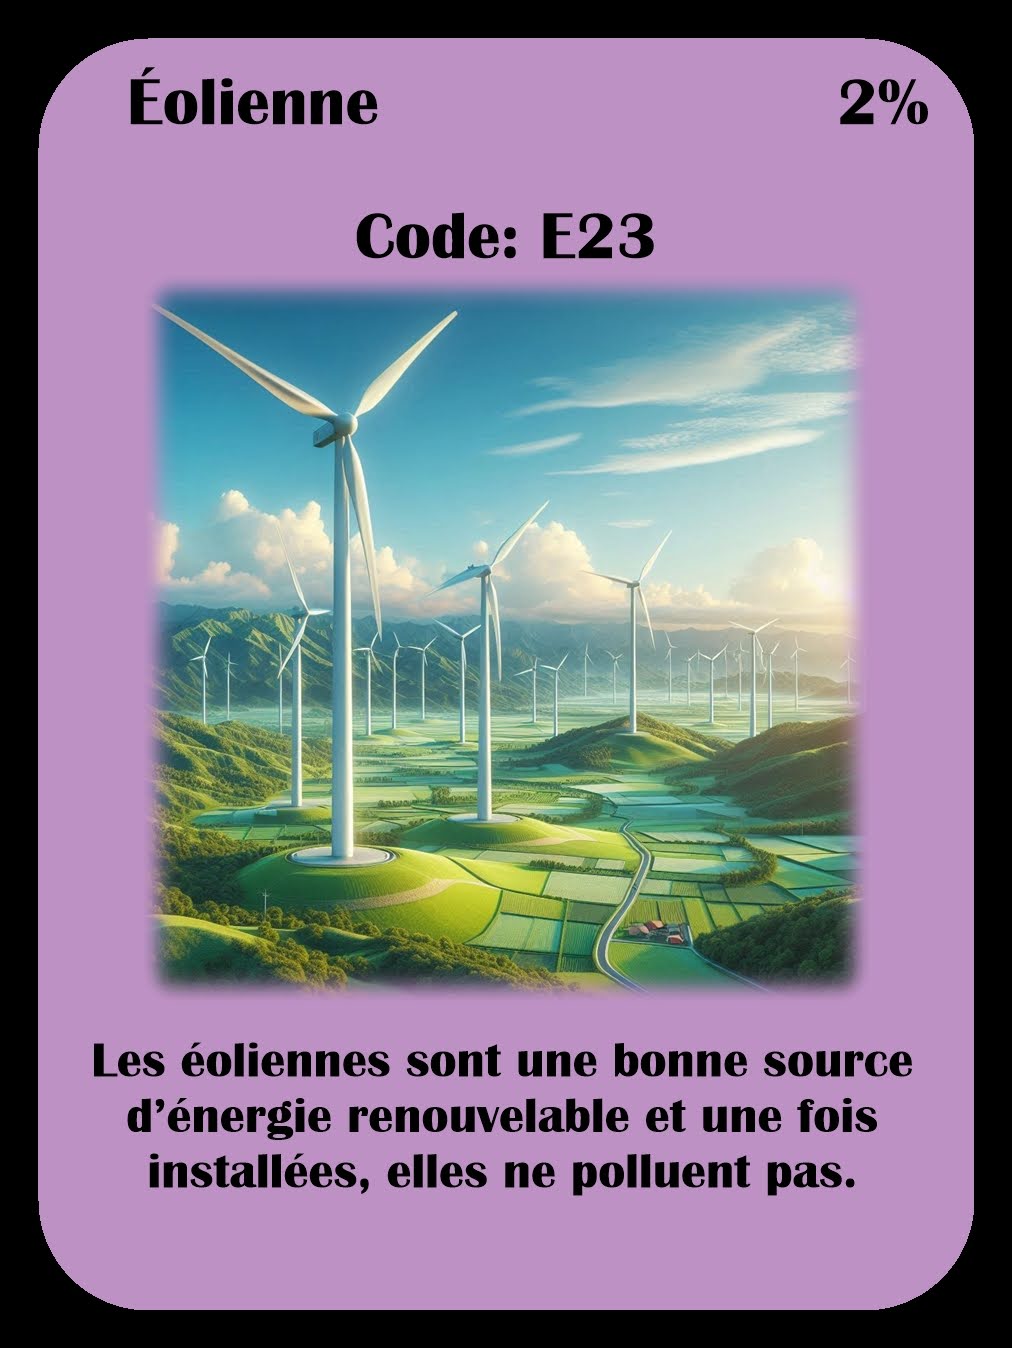 Éolienne 2%
Code: E23
Les éoliennes sont une bonne source
d’énergie renouvelable et une fois
installées, elles ne polluent pas.